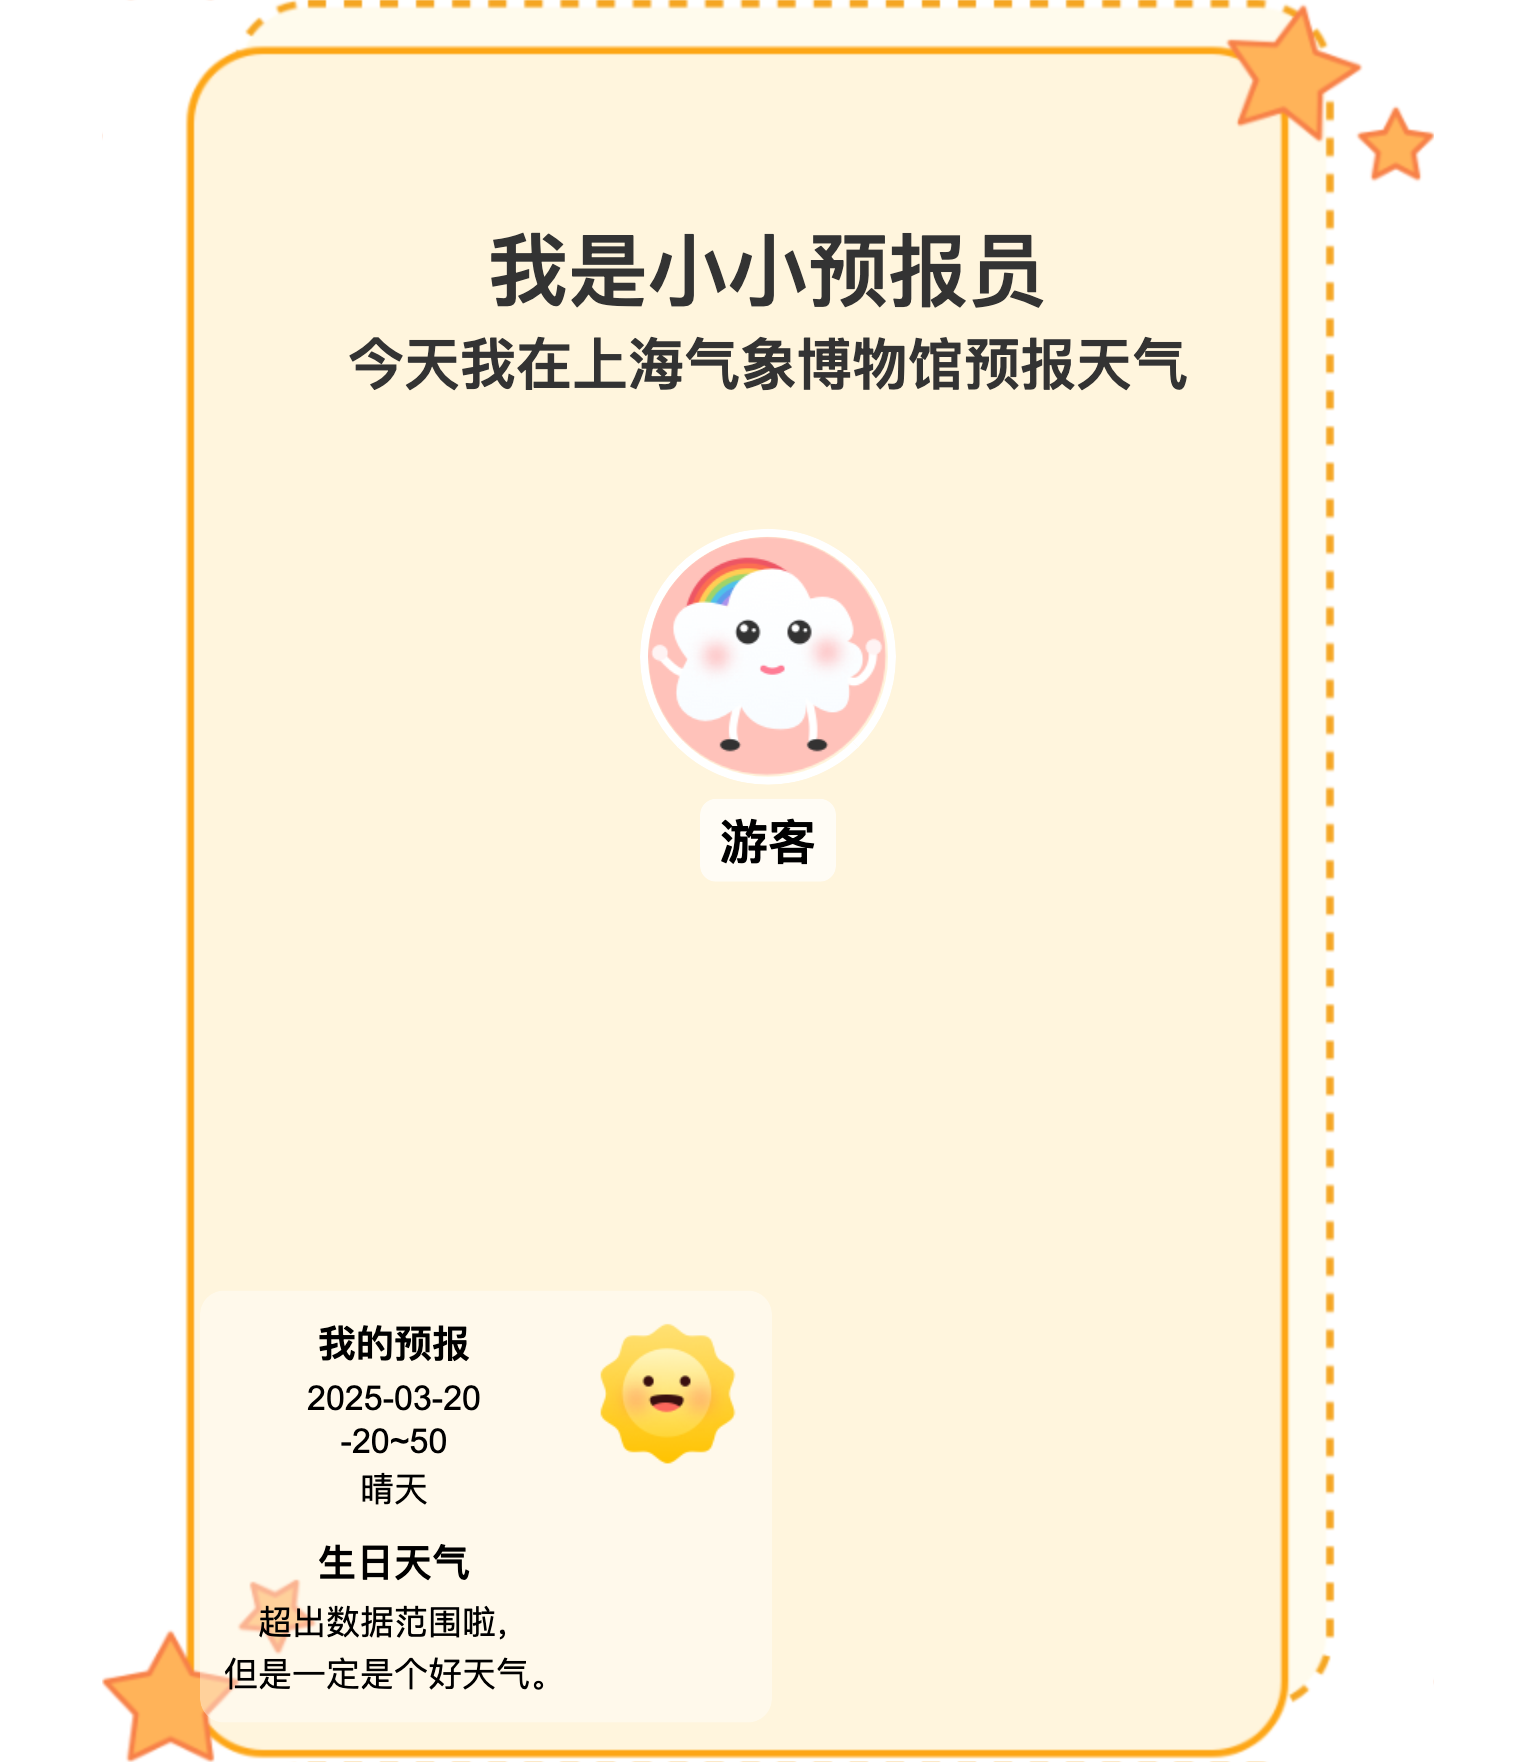 我是小小预报员
今天我在上海气象博物馆预报天气
游客
我的预报
2025-03-20
-20~50
晴天
生日天气
超出数据范围啦，
但是一定是个好天气。